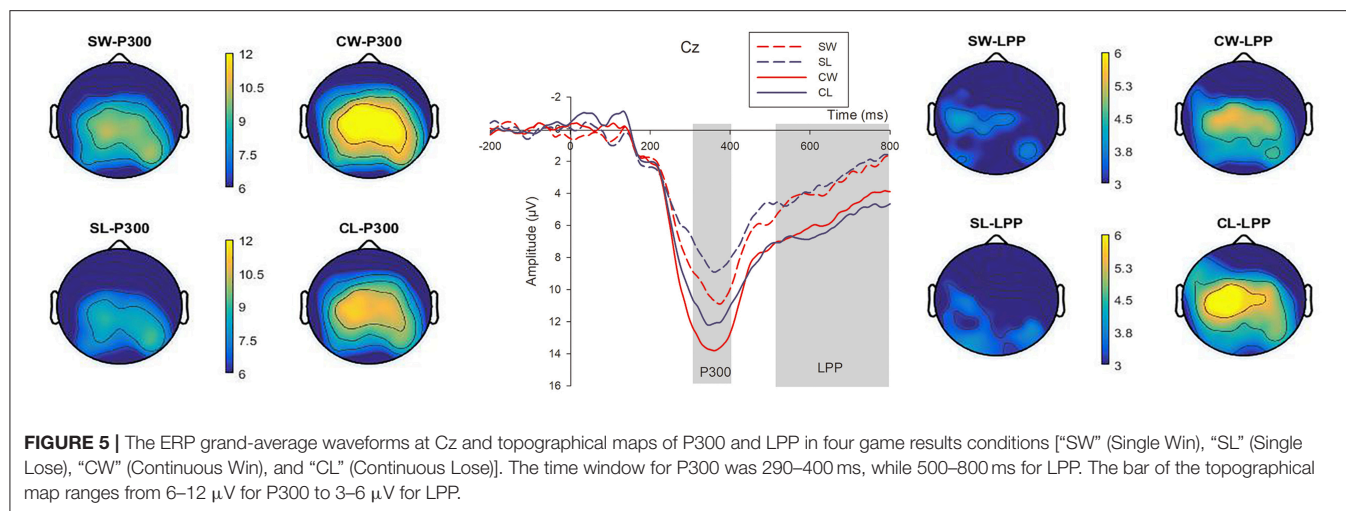 SW-P300
CW-P300
12
10.5
9
7.5
6
SL-P300
CL-P300
12
10.5
9
7.5
6
Cz
SW
SL
CW
CL
Time (ms)
Amplitude (µV)
-2
0
2
4
6
8
10
12
14
16
-200
0
200
400
600
800
P300
LPP
SW-LPP
CW-LPP
6
5.3
4.5
3.8
3
SL-LPP
CL-LPP
6
5.3
4.5
3.8
3
FIGURE 5 | The ERP grand-average waveforms at Cz and topographical maps of P300 and LPP in four game results conditions [“SW” (Single Win), “SL” (Single
Lose), “CW” (Continuous Win), and “CL” (Continuous Lose)]. The time window for P300 was 290–400 ms, while 500–800 ms for LPP. The bar of the topographical
map ranges from 6–12 µV for P300 to 3–6 µV for LPP.